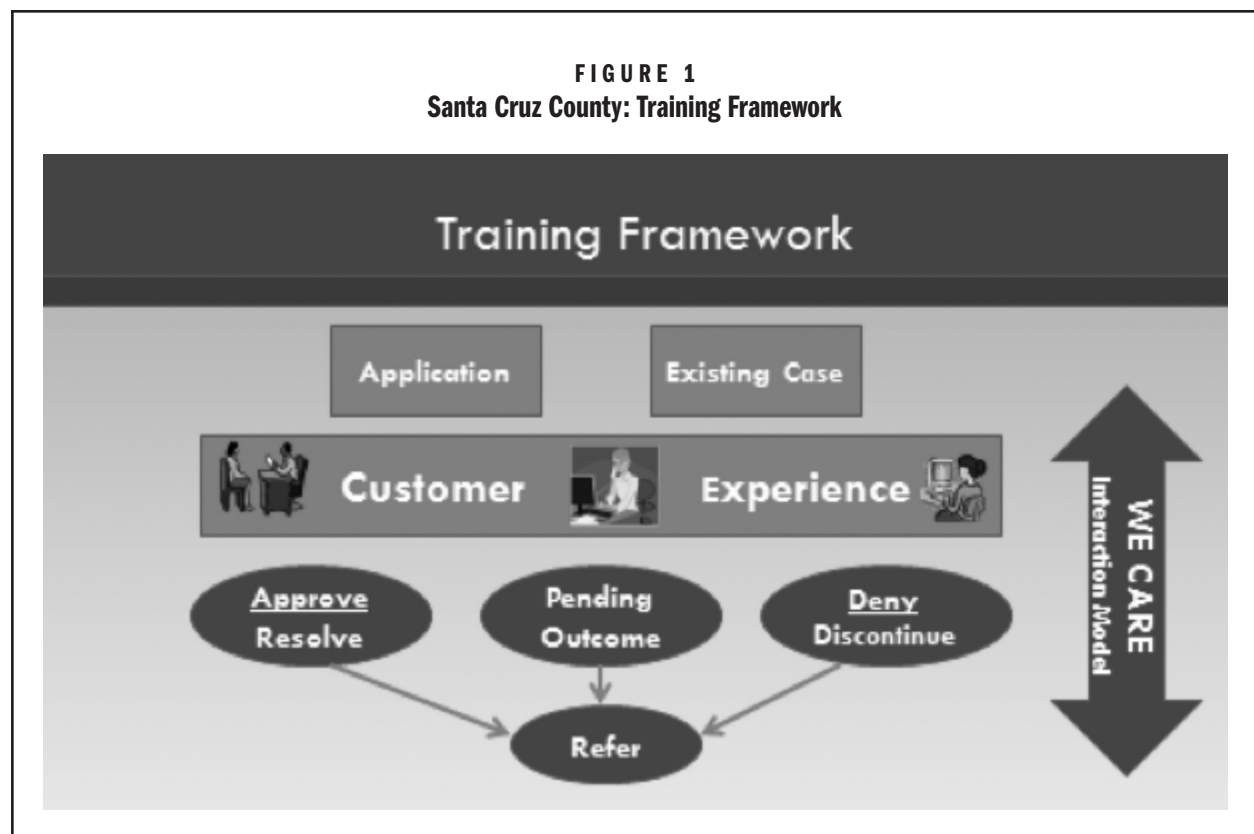 FIGURE 1
Santa Cruz County: Training Framework
Training Framework
Application
Existing Case
Customer Experience
Approve
Resolve
Pending
Outcome
Deny
Discontinue
Refer
WE CARE
Interaction Model